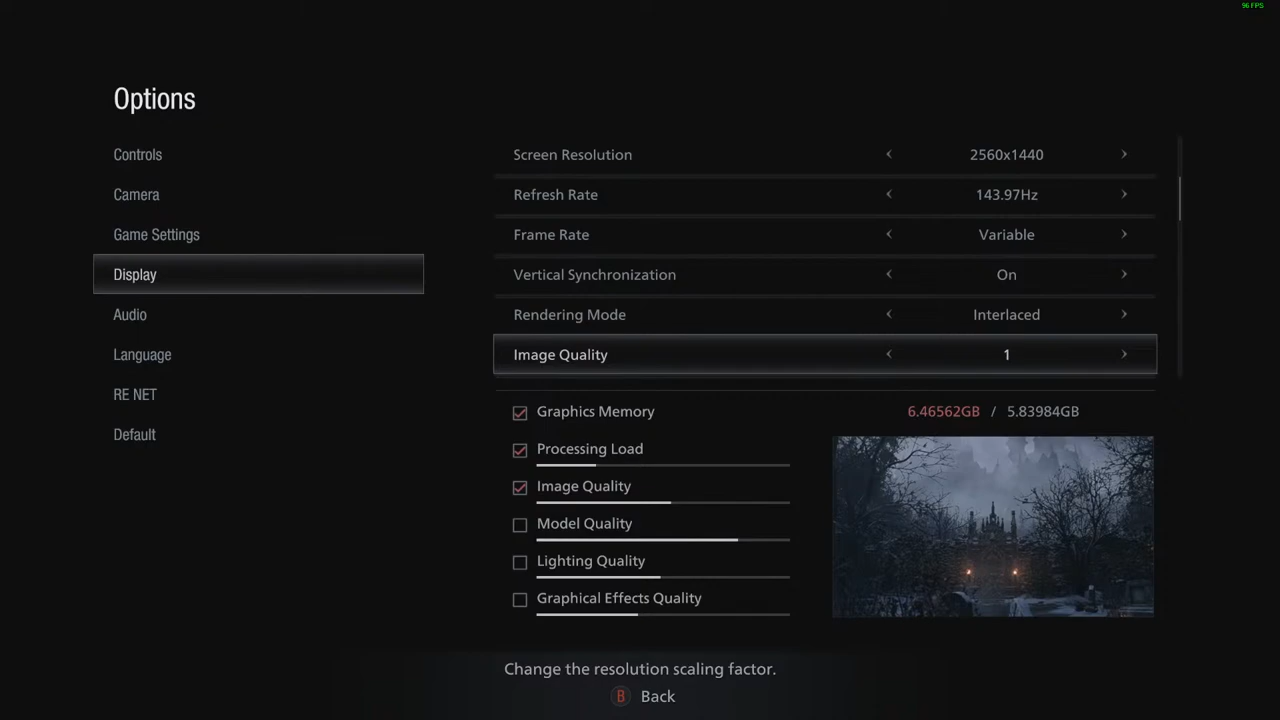 96 FPS
Options
Controls
Camera
Game Settings
Display
Audio
Language
RE NET
Default
Screen Resolution 2560x1440
Refresh Rate 143.97Hz
Frame Rate Variable
Vertical Synchronization On
Rendering Mode Interlaced
Image Quality 1
Graphics Memory 6.46562GB / 5.83984GB
Processing Load
Image Quality
Model Quality
Lighting Quality
Graphical Effects Quality
Change the resolution scaling factor.
B Back